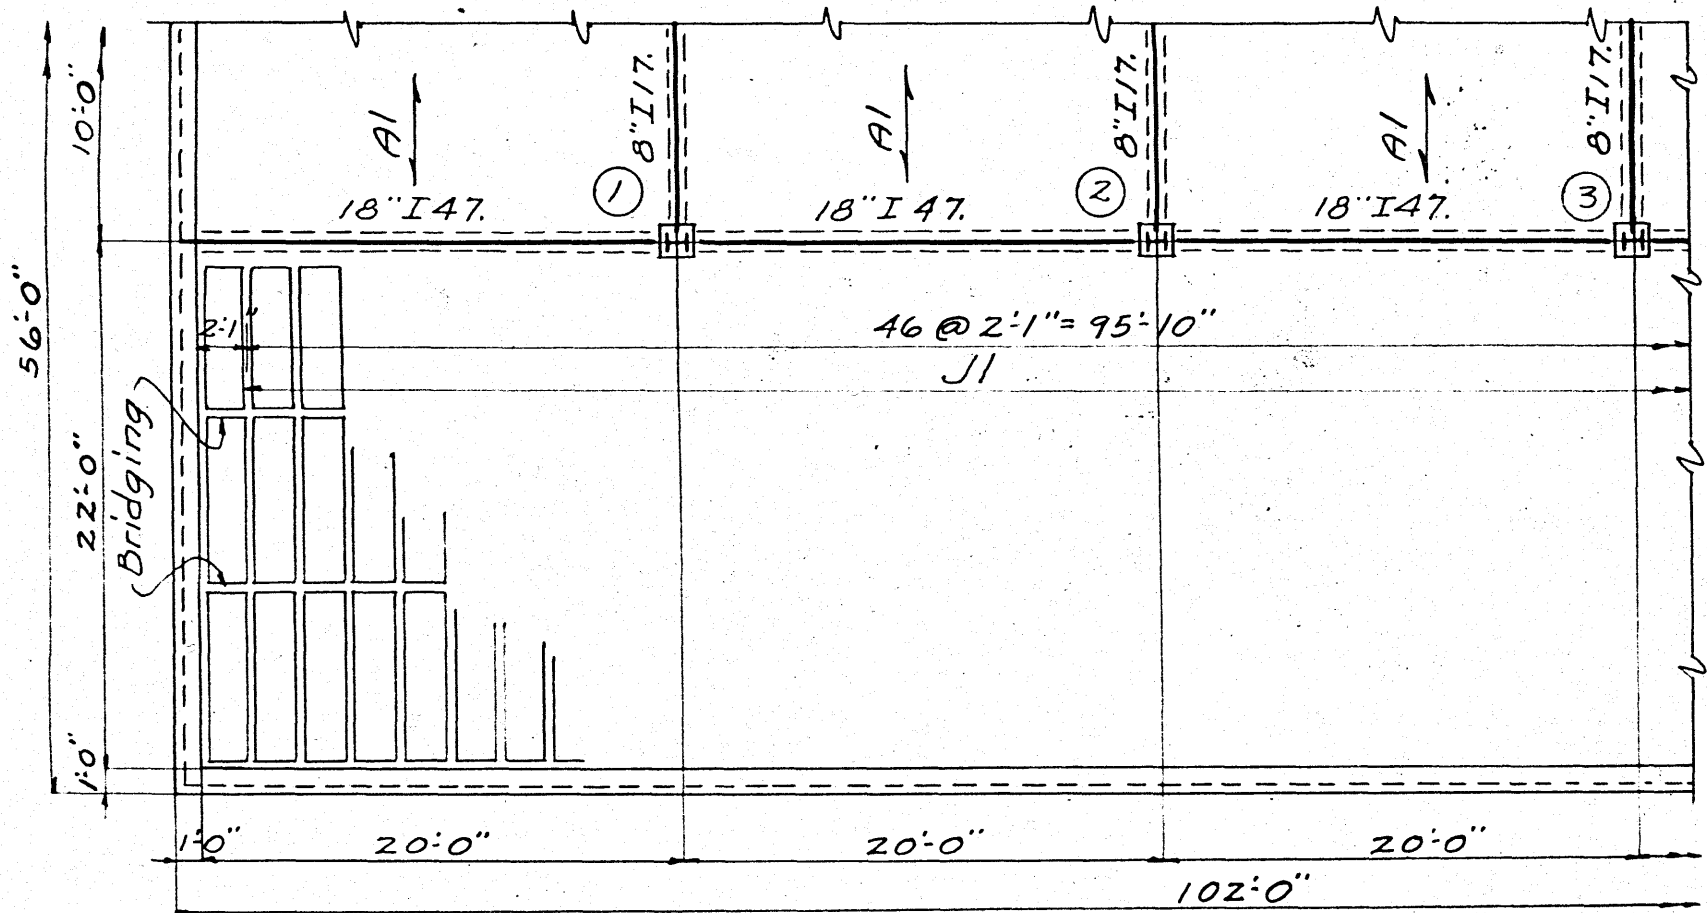 10'-0"
A1
8"I17.
A1
8"I17.
A1
8"I17.
18"I47.
1
18"I 47.
2
18"I47.
3
56'-0"
2'-1"
46 @ 2'-1" = 95'-10"
J1
Bridging
22'-0"
1'-0"
1'-0"
20'-0"
20'-0"
20'-0"
102'-0"